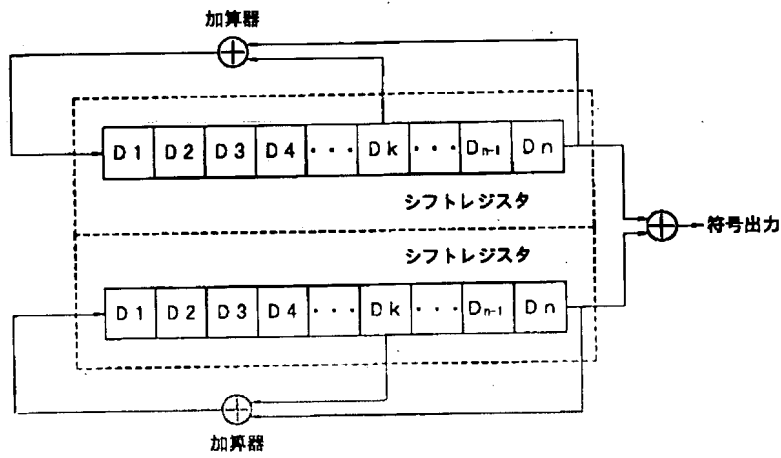 加算器
D1 D2 D3 D4 ··· Dk ··· Dn-1 Dn
シフトレジスタ
符号出力
シフトレジスタ
D1 D2 D3 D4 ··· Dk ··· Dn-1 Dn
加算器